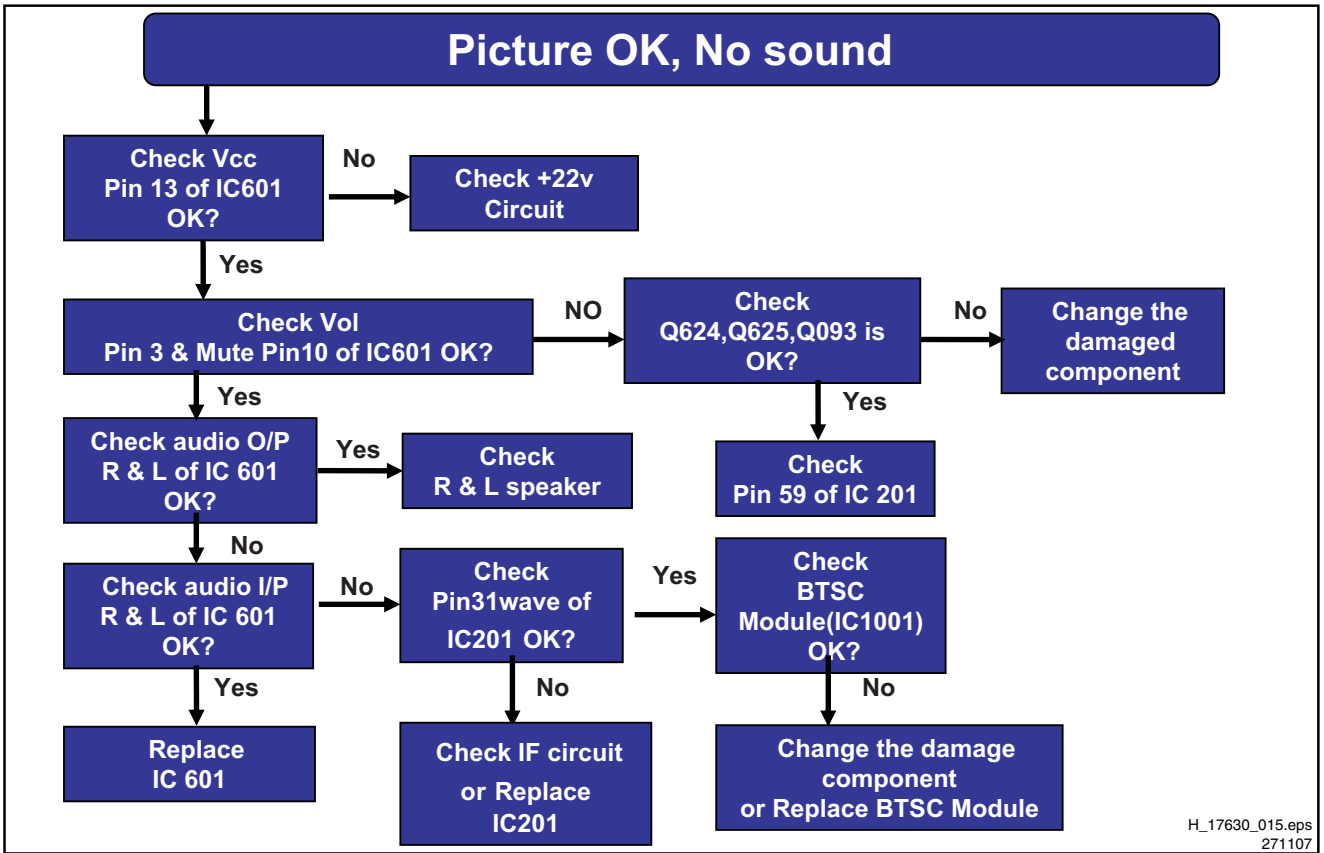 Picture OK, No sound
Check Vcc
Pin 13 of IC601
OK?
No
Check +22v
Circuit
Yes
Check Vol
Pin 3 & Mute Pin10 of IC601 OK?
NO
Check
Q624,Q625,Q093 is
OK?
No
Change the
damaged
component
Yes
Yes
Check audio O/P
R & L of IC 601
OK?
Yes
Check
R & L speaker
Check
Pin 59 of IC 201
No
Check audio I/P
R & L of IC 601
OK?
No
Check
Pin31wave of
IC201 OK?
Yes
Check
BTSC
Module(IC1001)
OK?
Yes
No
No
Replace
IC 601
Check IF circuit
or Replace
IC201
Change the damage
component
or Replace BTSC Module
H_17630_015.eps
271107